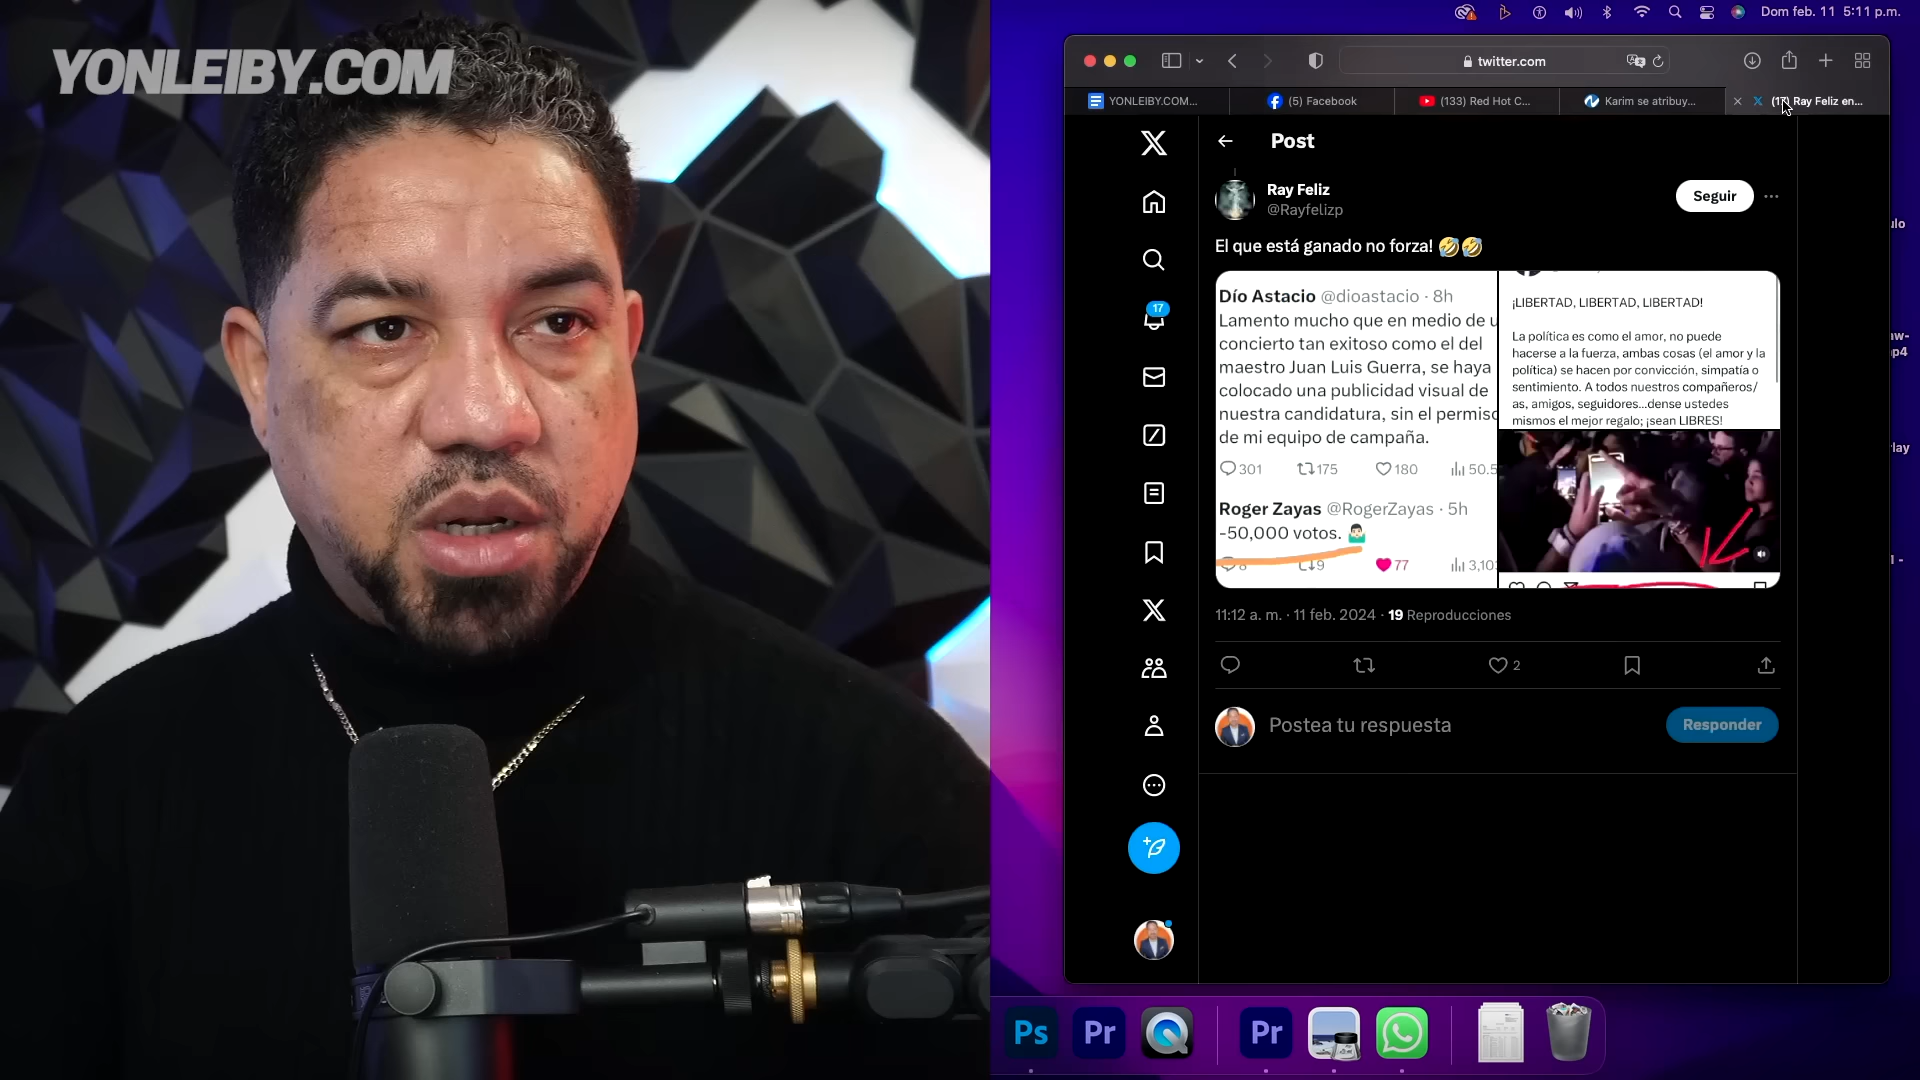 YONLEIBY.COM
Dom feb. 11 5:11 p.m.
twitter.com
YONLEIBY.COM...
(5) Facebook
(133) Red Hot C...
Karim se atribuy...
(17) Ray Feliz en...
Post
Ray Feliz
@Rayfelizp
Seguir
El que está ganado no forza! 🤣🤣
Dío Astacio @dioastacio · 8h
Lamento mucho que en medio de u
concierto tan exitoso como el del
maestro Juan Luis Guerra, se haya
colocado una publicidad visual de
nuestra candidatura, sin el permiso
de mi equipo de campaña.
301 175 180 50.5
Roger Zayas @RogerZayas · 5h
-50,000 votos. 🤷🏻‍♂️
8 9 77 3,10
¡LIBERTAD, LIBERTAD, LIBERTAD!
La política es como el amor, no puede
hacerse a la fuerza, ambas cosas (el amor y la
política) se hacen por convicción, simpatía o
sentimiento. A todos nuestros compañeros/
as, amigos, seguidores...dense ustedes
mismos el mejor regalo; ¡sean LIBRES!
11:12 a. m. · 11 feb. 2024 · 19 Reproducciones
2
Postea tu respuesta
Responder
17
Ps
Pr
Pr